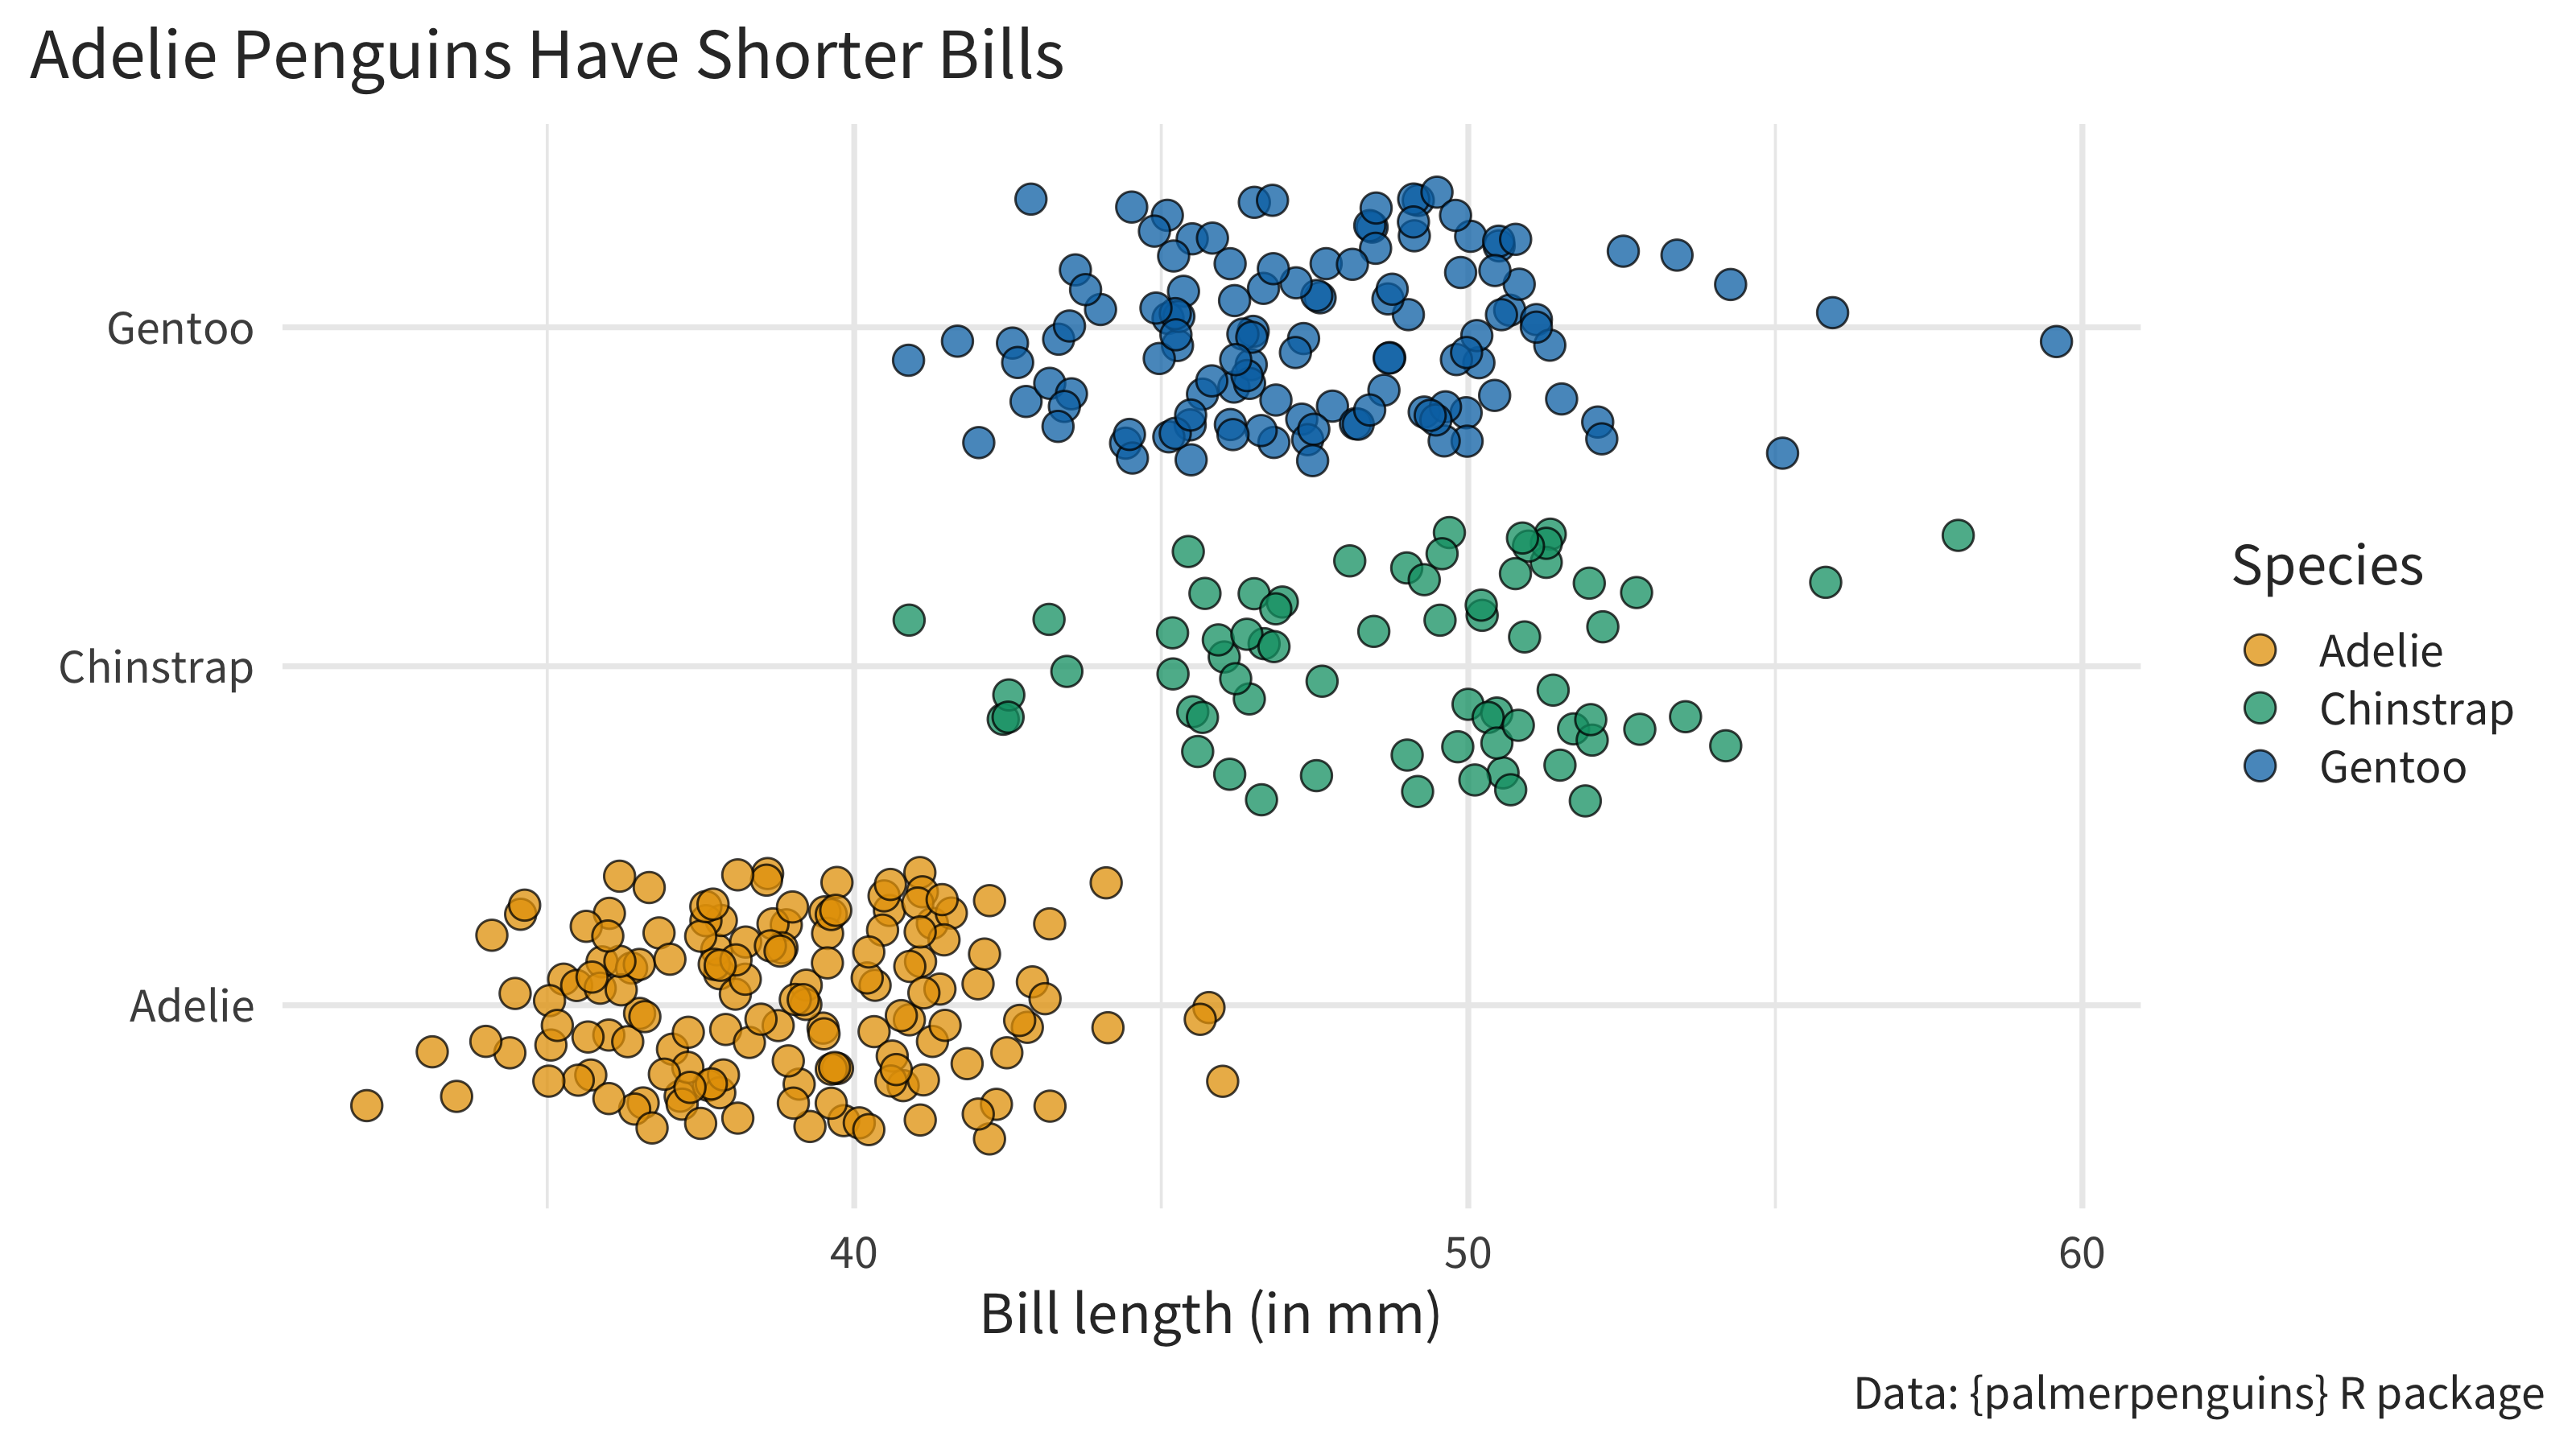 Adelie Penguins Have Shorter Bills
Gentoo
Chinstrap
Adelie
40
50
60
Bill length (in mm)
Species
Adelie
Chinstrap
Gentoo
Data: {palmerpenguins} R package